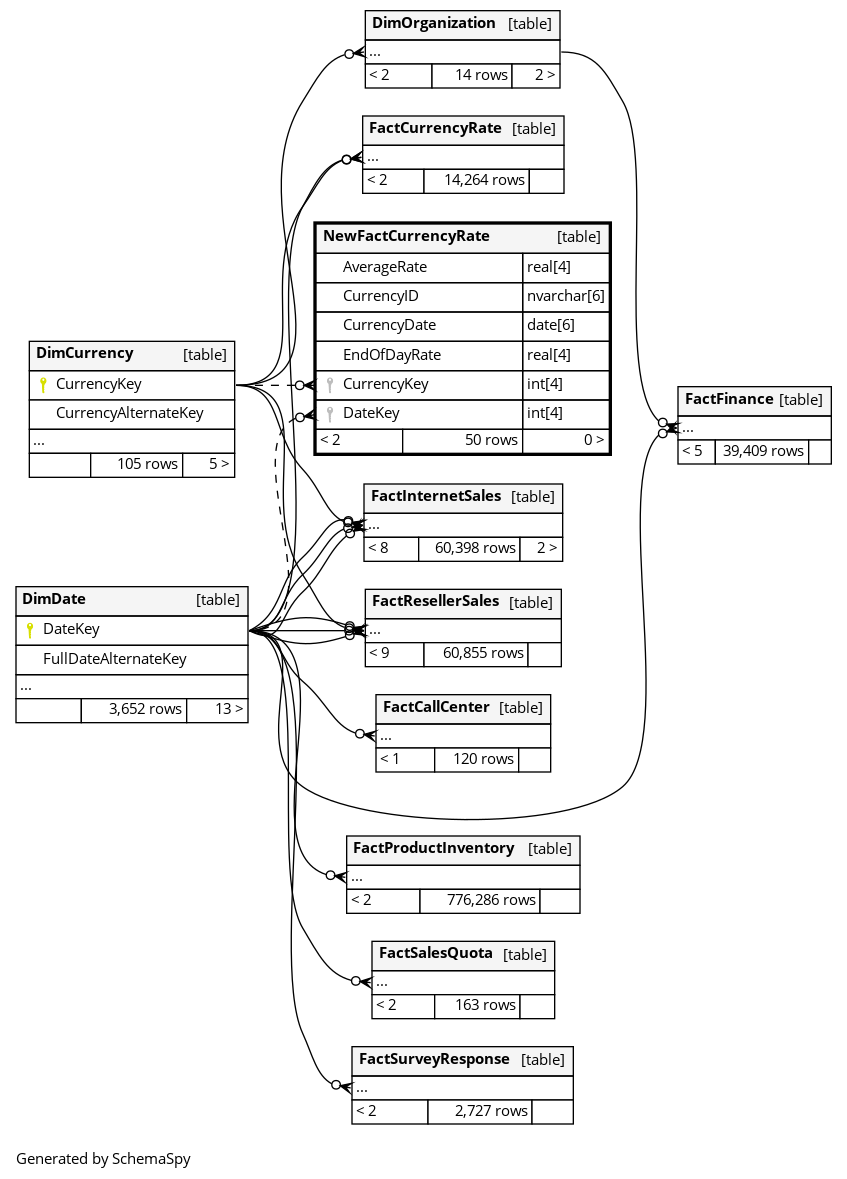 DimOrganization [table]
...
< 2 14 rows 2 >
FactCurrencyRate [table]
...
< 2 14,264 rows
NewFactCurrencyRate [table]
AverageRate real[4]
CurrencyID nvarchar[6]
CurrencyDate date[6]
EndOfDayRate real[4]
CurrencyKey int[4]
DateKey int[4]
< 2 50 rows 0 >
DimCurrency [table]
CurrencyKey
CurrencyAlternateKey
...
105 rows 5 >
FactFinance [table]
...
< 5 39,409 rows
FactInternetSales [table]
...
< 8 60,398 rows 2 >
DimDate [table]
DateKey
FullDateAlternateKey
...
3,652 rows 13 >
FactResellerSales [table]
...
< 9 60,855 rows
FactCallCenter [table]
...
< 1 120 rows
FactProductInventory [table]
...
< 2 776,286 rows
FactSalesQuota [table]
...
< 2 163 rows
FactSurveyResponse [table]
...
< 2 2,727 rows
Generated by SchemaSpy